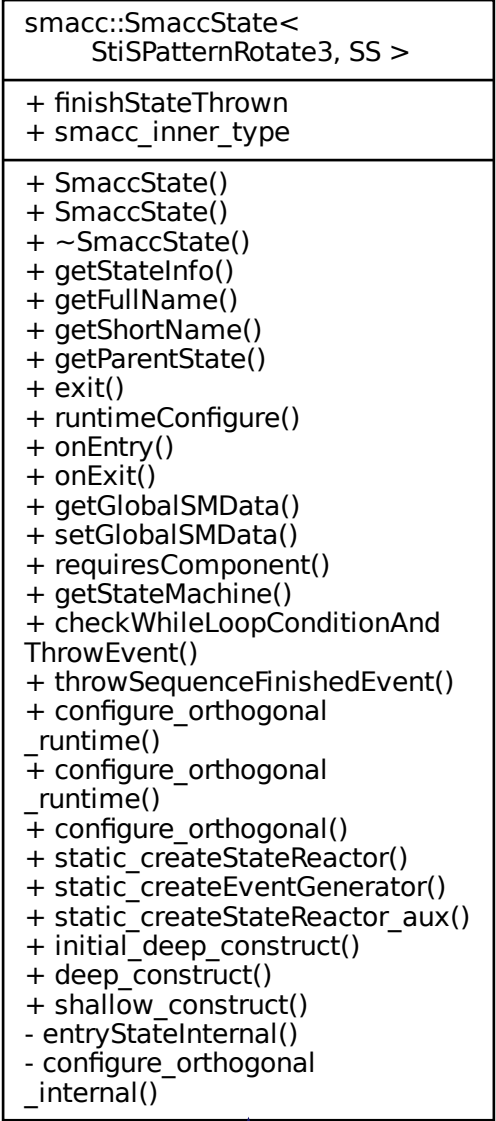 smacc::SmaccState<
StiSPatternRotate3, SS >
+ finishStateThrown
+ smacc_inner_type
+ SmaccState()
+ SmaccState()
+ ~SmaccState()
+ getStateInfo()
+ getFullName()
+ getShortName()
+ getParentState()
+ exit()
+ runtimeConfigure()
+ onEntry()
+ onExit()
+ getGlobalSMData()
+ setGlobalSMData()
+ requiresComponent()
+ getStateMachine()
+ checkWhileLoopConditionAnd
ThrowEvent()
+ throwSequenceFinishedEvent()
+ configure_orthogonal
_runtime()
+ configure_orthogonal
_runtime()
+ configure_orthogonal()
+ static_createStateReactor()
+ static_createEventGenerator()
+ static_createStateReactor_aux()
+ initial_deep_construct()
+ deep_construct()
+ shallow_construct()
- entryStateInternal()
- configure_orthogonal
_internal()